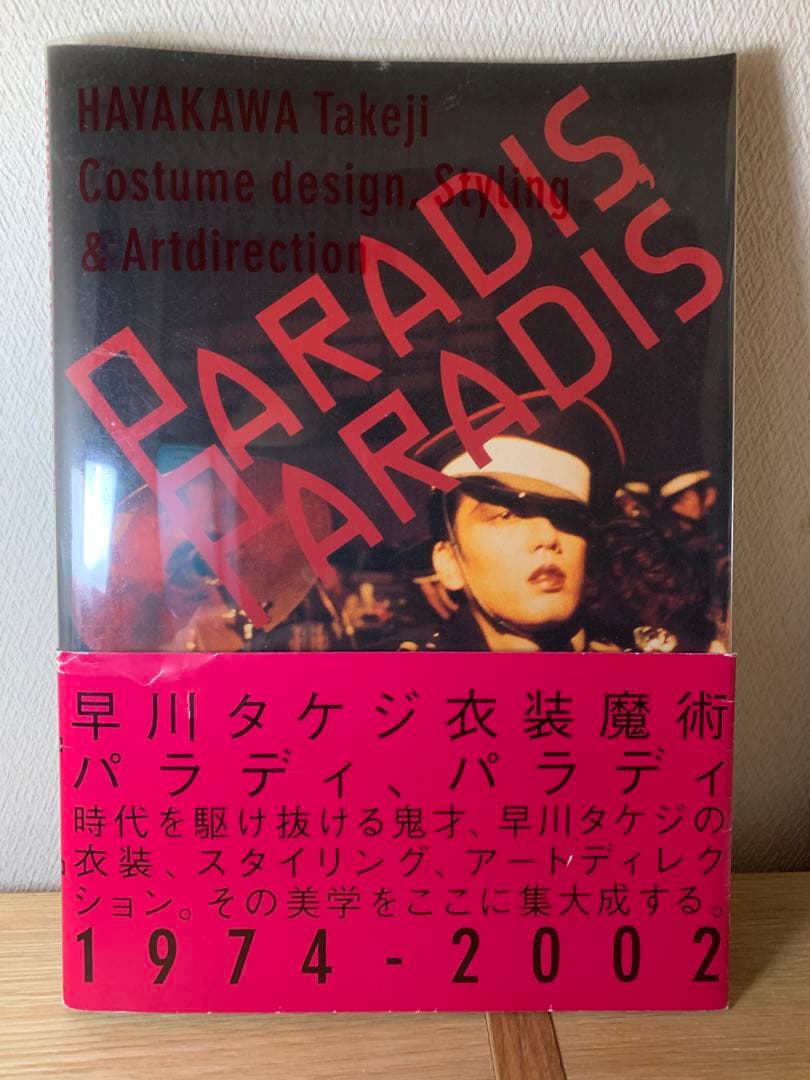 HAYAKAWA Takeji
Costume design, Styling
& Artdirection
PARADIS
PARADIS
早川タケジ衣装魔術
パラディ、パラディ
時代を駆け抜ける鬼才、早川タケジの
衣装、スタイリング、アートディレク
ション。その美学をここに集大成する。
1974-2002